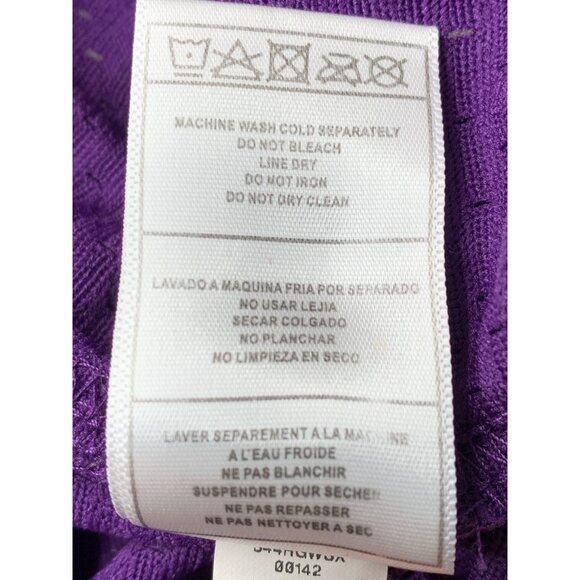 MACHINE WASH COLD SEPARATELY
DO NOT BLEACH
LINE DRY
DO NOT IRON
DO NOT DRY CLEAN
LAVADO A MAQUINA FRIA POR SEPARADO
NO USAR LEJIA
SECAR COLGADO
NO PLANCHAR
NO LIMPIEZA EN SECO
LAVER SEPAREMENT A LA MACHINE
A L'EAU FROIDE
NE PAS BLANCHIR
SUSPENDRE POUR SECHER
NE PAS REPASSER
NE PAS NETTOYER A SEC
00142